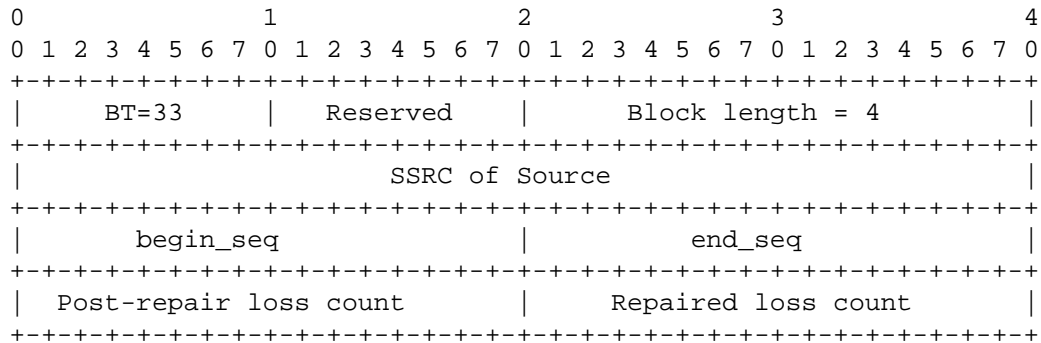 0                   1                   2                   3                   4
0 1 2 3 4 5 6 7 0 1 2 3 4 5 6 7 0 1 2 3 4 5 6 7 0 1 2 3 4 5 6 7 0
+-+-+-+-+-+-+-+-+-+-+-+-+-+-+-+-+-+-+-+-+-+-+-+-+-+-+-+-+-+-+-+-+
| BT=33 | Reserved | Block length = 4 |
+-+-+-+-+-+-+-+-+-+-+-+-+-+-+-+-+-+-+-+-+-+-+-+-+-+-+-+-+-+-+-+-+
| SSRC of Source |
+-+-+-+-+-+-+-+-+-+-+-+-+-+-+-+-+-+-+-+-+-+-+-+-+-+-+-+-+-+-+-+-+
| begin_seq | end_seq |
+-+-+-+-+-+-+-+-+-+-+-+-+-+-+-+-+-+-+-+-+-+-+-+-+-+-+-+-+-+-+-+-+
| Post-repair loss count | Repaired loss count |
+-+-+-+-+-+-+-+-+-+-+-+-+-+-+-+-+-+-+-+-+-+-+-+-+-+-+-+-+-+-+-+-+